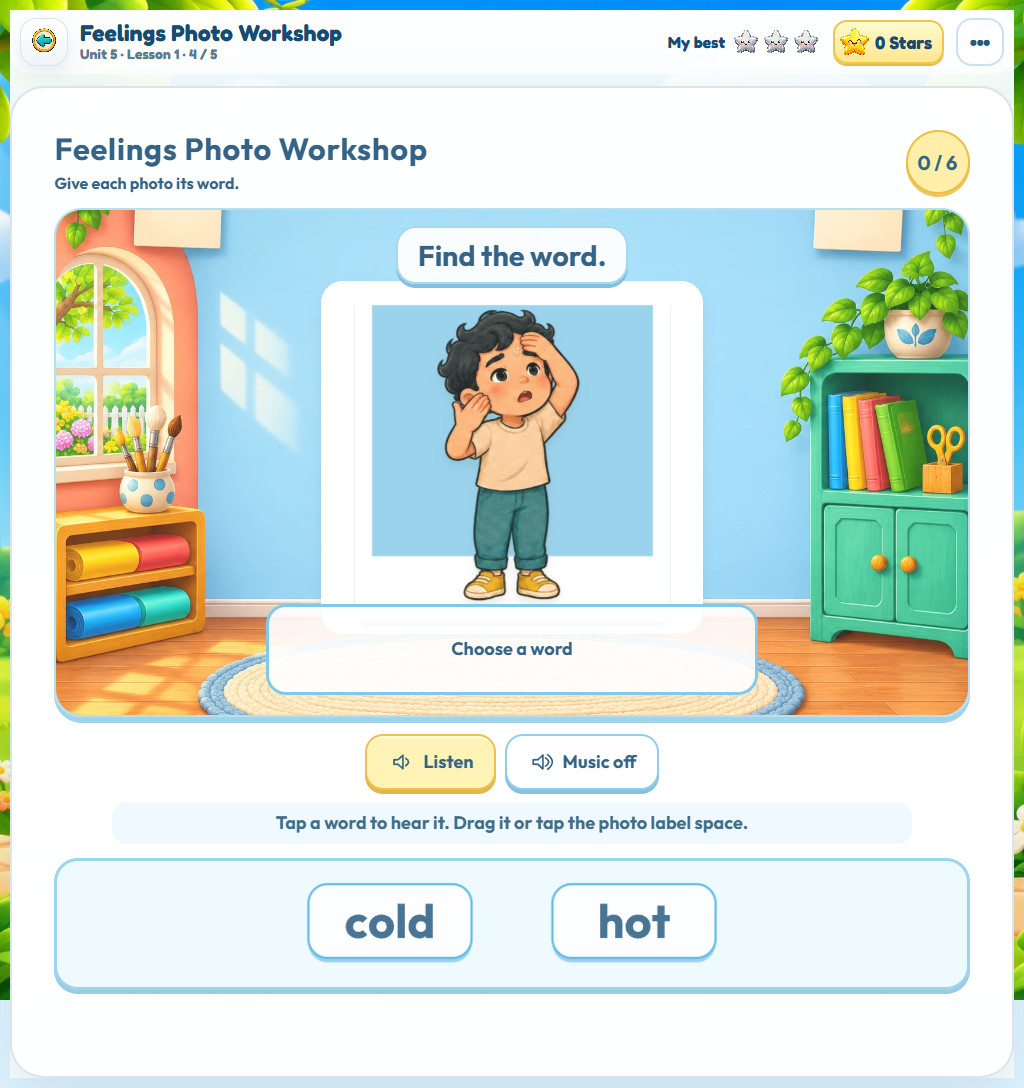 Feelings Photo Workshop
Unit 5 · Lesson 1 · 4 / 5
My best
0 Stars
Feelings Photo Workshop
Give each photo its word.
0 / 6
Find the word.
Choose a word
Listen
Music off
Tap a word to hear it. Drag it or tap the photo label space.
cold
hot